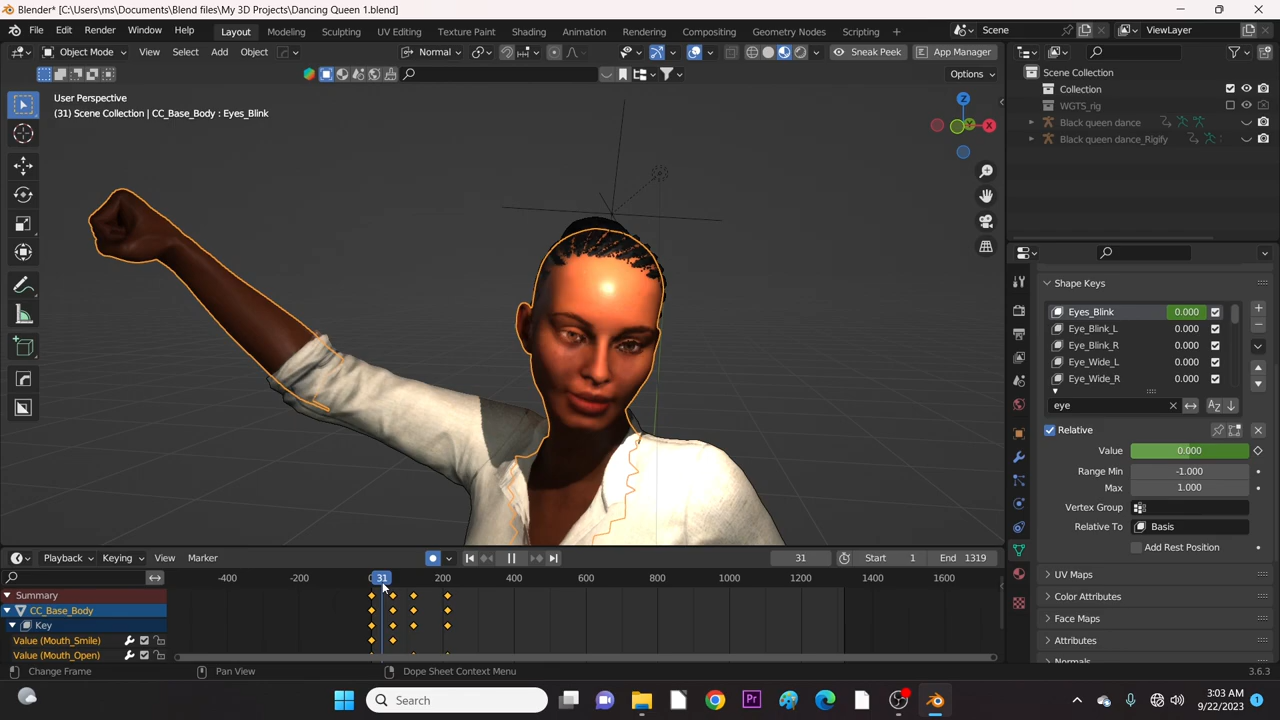 Blender* [C:\Users\ms\Documents\Blend files\My 3D Projects\Dancing Queen 1.blend]
File Edit Render Window Help Layout Modeling Sculpting UV Editing Texture Paint Shading Animation Rendering Compositing Geometry Nodes Scripting + Scene ViewLayer
Object Mode View Select Add Object Normal Sneak Peek App Manager
Options
User Perspective
(31) Scene Collection | CC_Base_Body : Eyes_Blink
Z
Y
X
Scene Collection
Collection
WGTS_rig
Black queen dance
Black queen dance_Rigify
Shape Keys
Eyes_Blink 0.000
Eye_Blink_L 0.000
Eye_Blink_R 0.000
Eye_Wide_L 0.000
Eye_Wide_R 0.000
eye
Relative
Value 0.000
Range Min -1.000
Max 1.000
Vertex Group
Relative To Basis
Add Rest Position
UV Maps
Color Attributes
Face Maps
Attributes
Normals
Playback Keying View Marker 31 Start 1 End 1319
-400 -200 0 31 200 400 600 800 1000 1200 1400 1600
Summary
CC_Base_Body
Key
Value (Mouth_Smile)
Value (Mouth_Open)
Change Frame Pan View Dope Sheet Context Menu 3.6.3
Search
Pr
3:03 AM
9/22/2023
1